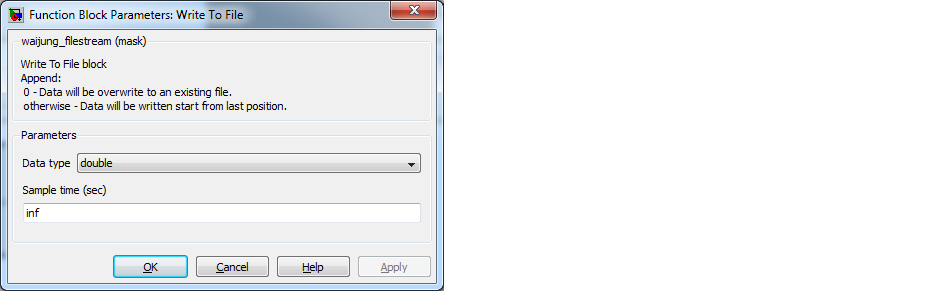 Function Block Parameters: Write To File
waijung_filestream (mask)
Write To File block
Append:
0 - Data will be overwrite to an existing file.
otherwise - Data will be written start from last position.
Parameters
Data type double
Sample time (sec)
inf
OK Cancel Help Apply